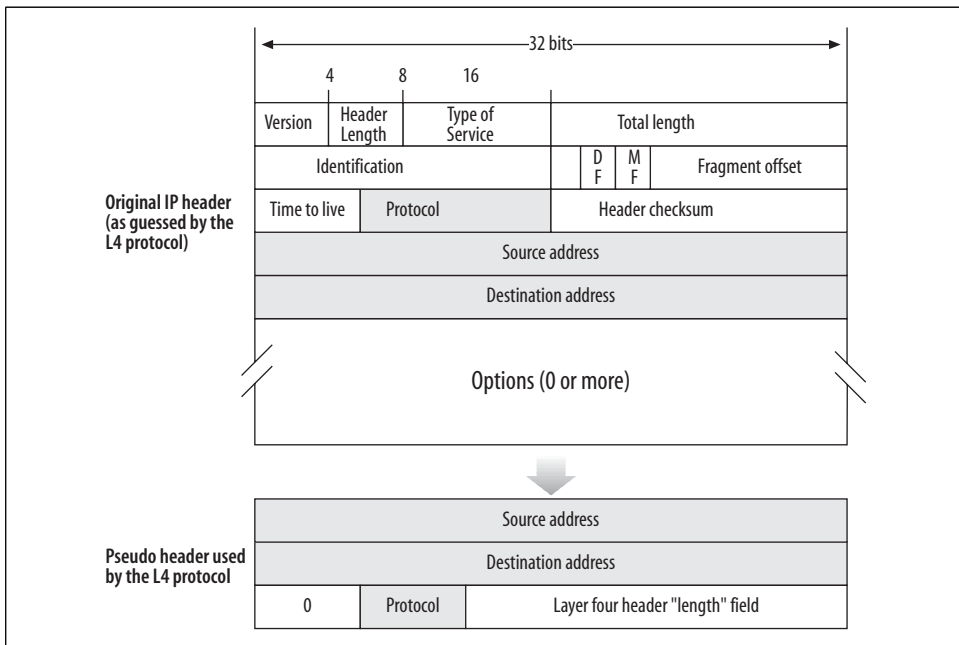 32 bits
4 8 16
Version Header Length Type of Service Total length
Identification D F M F Fragment offset
Original IP header
(as guessed by the
L4 protocol)
Time to live Protocol Header checksum
Source address
Destination address
Options (0 or more)
Pseudo header used
by the L4 protocol
Source address
Destination address
0 Protocol Layer four header "length" field